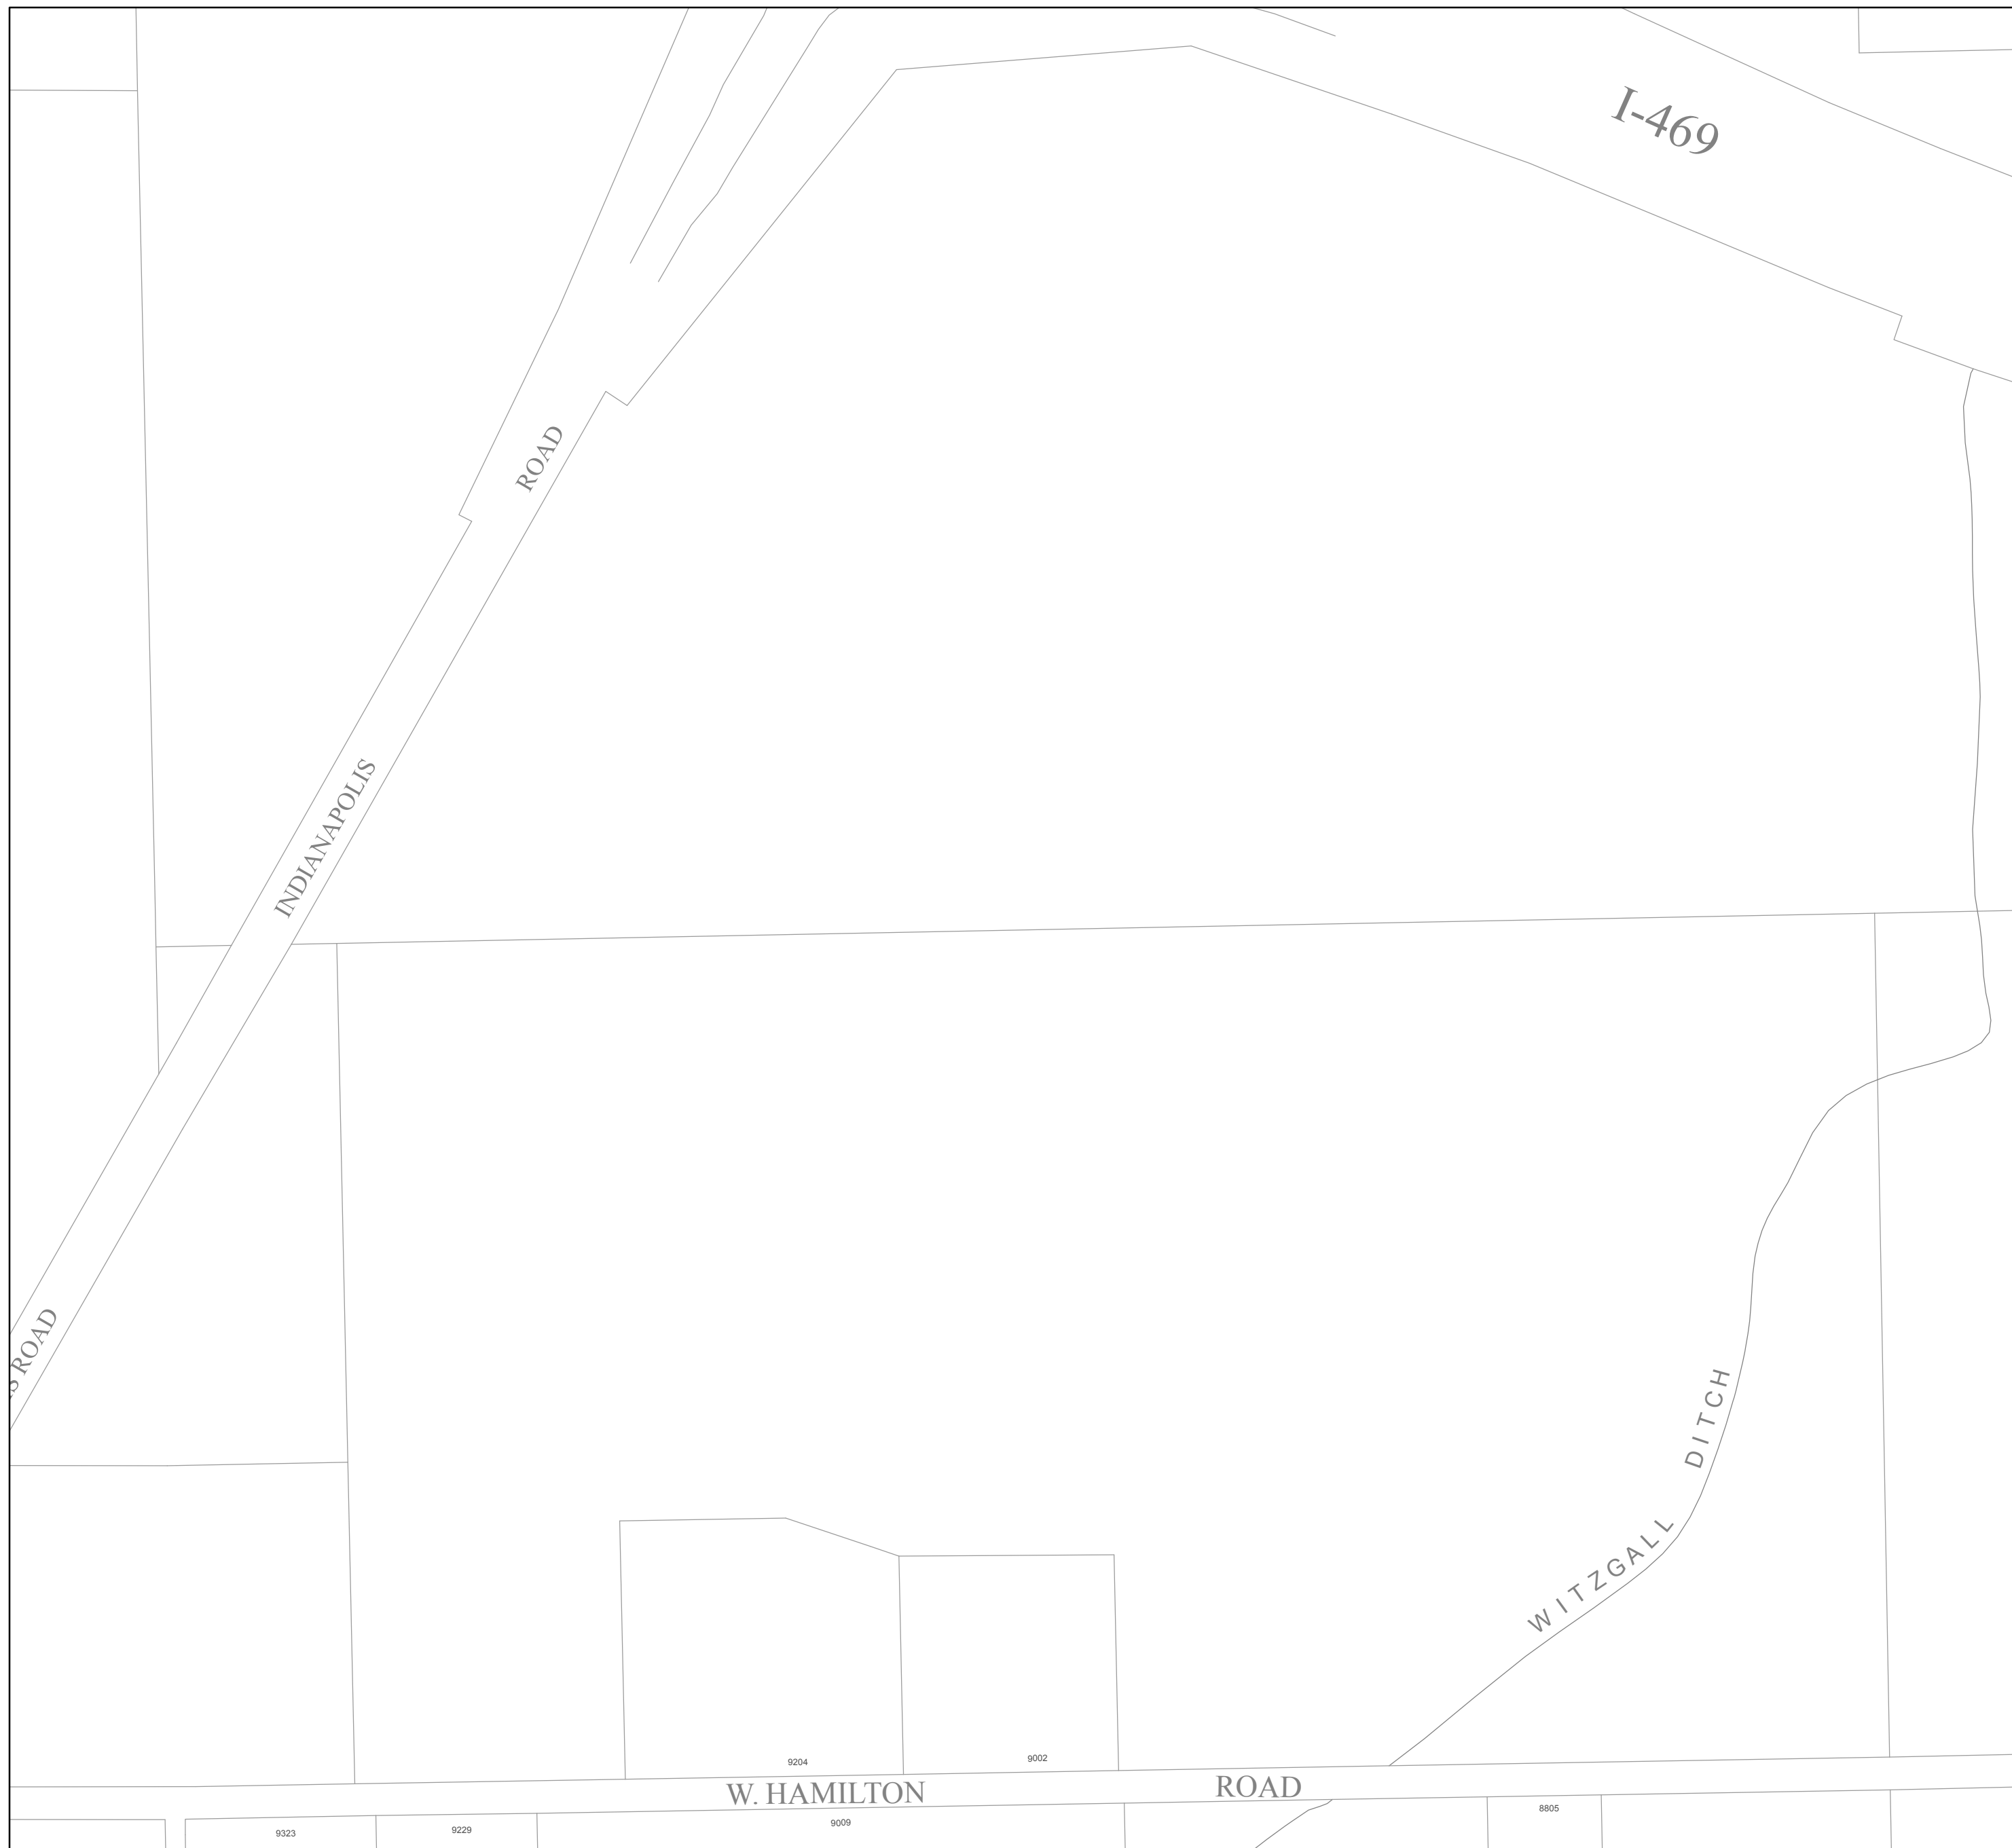 I-469
ROAD
INDIANAPOLIS
S ROAD
DITCH
WITZGALL
9204
9002
W. HAMILTON ROAD
8805
9009
9229
9323